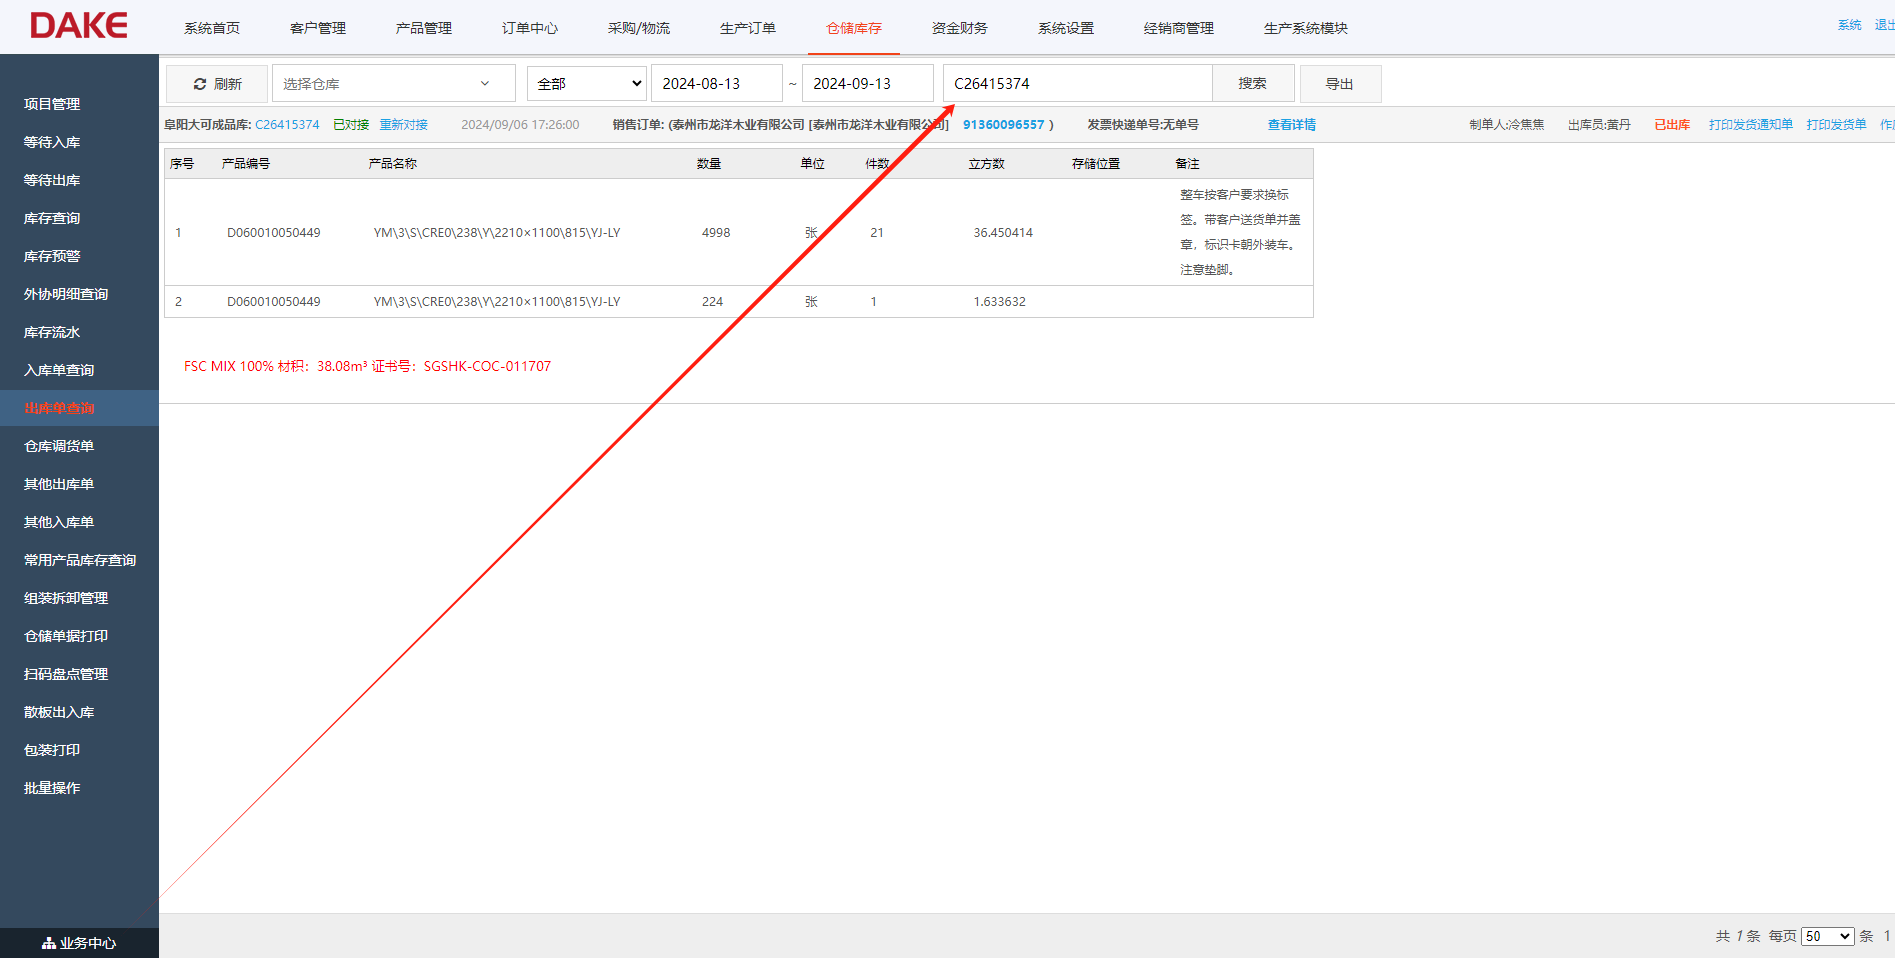 DAKE
系统首页 客户管理 产品管理 订单中心 采购/物流 生产订单 仓储库存 资金财务 系统设置 经销商管理 生产系统模块 系统 退出
刷新 选择仓库 全部 2024-08-13 ~ 2024-09-13 C26415374 搜索 导出
阜阳大可成品库: C26415374 已对接 重新对接 2024/09/06 17:26:00 销售订单: (泰州市龙洋木业有限公司 [泰州市龙洋木业有限公司] 91360096557 ) 发票快递单号:无单号 查看详情 制单人:冷焦焦 出库员:黄丹 已出库 打印发货通知单 打印发货单
序号 产品编号 产品名称 数量 单位 件数 立方数 存储位置 备注
1 D060010050449 YM\3\S\CRE0\238\Y\2210×1100\815\YJ-LY 4998 张 21 36.450414
整车按客户要求换标
签。带客户送货单并盖
章，标识卡朝外装车。
注意垫脚。
2 D060010050449 YM\3\S\CRE0\238\Y\2210×1100\815\YJ-LY 224 张 1 1.633632
FSC MIX 100% 材积：38.08m³ 证书号：SGSHK-COC-011707
项目管理
等待入库
等待出库
库存查询
库存预警
外协明细查询
库存流水
入库单查询
出库单查询
仓库调货单
其他出库单
其他入库单
常用产品库存查询
组装拆卸管理
仓储单据打印
扫码盘点管理
散板出入库
包装打印
批量操作
业务中心
共 1 条 每页 50 条 1